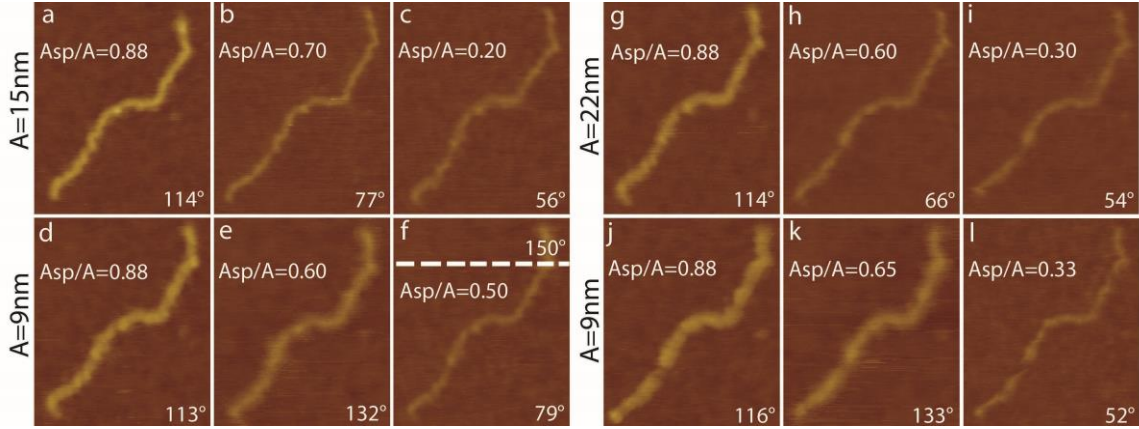 a
Asp/A=0.88
114°
b
Asp/A=0.70
77°
c
Asp/A=0.20
56°
g
Asp/A=0.88
114°
h
Asp/A=0.60
66°
i
Asp/A=0.30
54°
A=15nm
A=22nm
d
Asp/A=0.88
113°
e
Asp/A=0.60
132°
f
150°
Asp/A=0.50
79°
j
Asp/A=0.88
116°
k
Asp/A=0.65
133°
l
Asp/A=0.33
52°
A=9nm
A=9nm